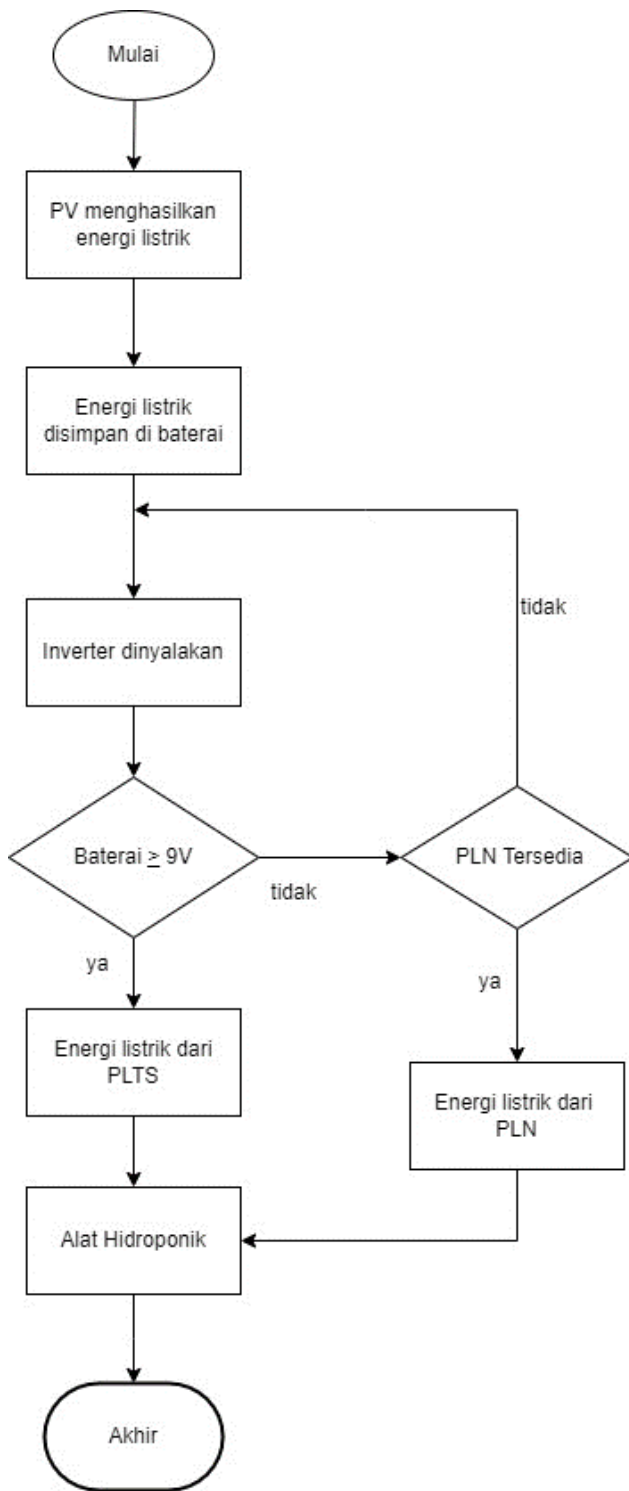 Mulai
PV menghasilkan
energi listrik
Energi listrik
disimpan di baterai
tidak
Inverter dinyalakan
Baterai ≥ 9V
tidak
PLN Tersedia
ya
ya
Energi listrik dari
PLTS
Energi listrik dari
PLN
Alat Hidroponik
Akhir